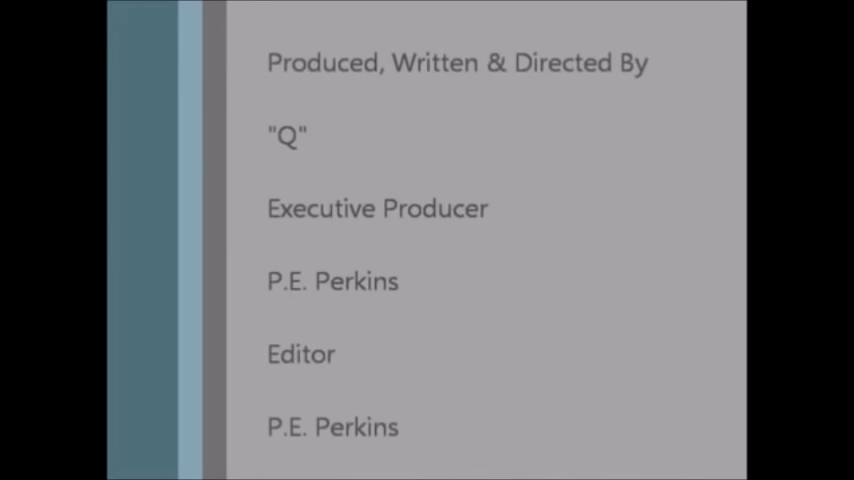 Produced, Written & Directed By
"Q"
Executive Producer
P.E. Perkins
Editor
P.E. Perkins